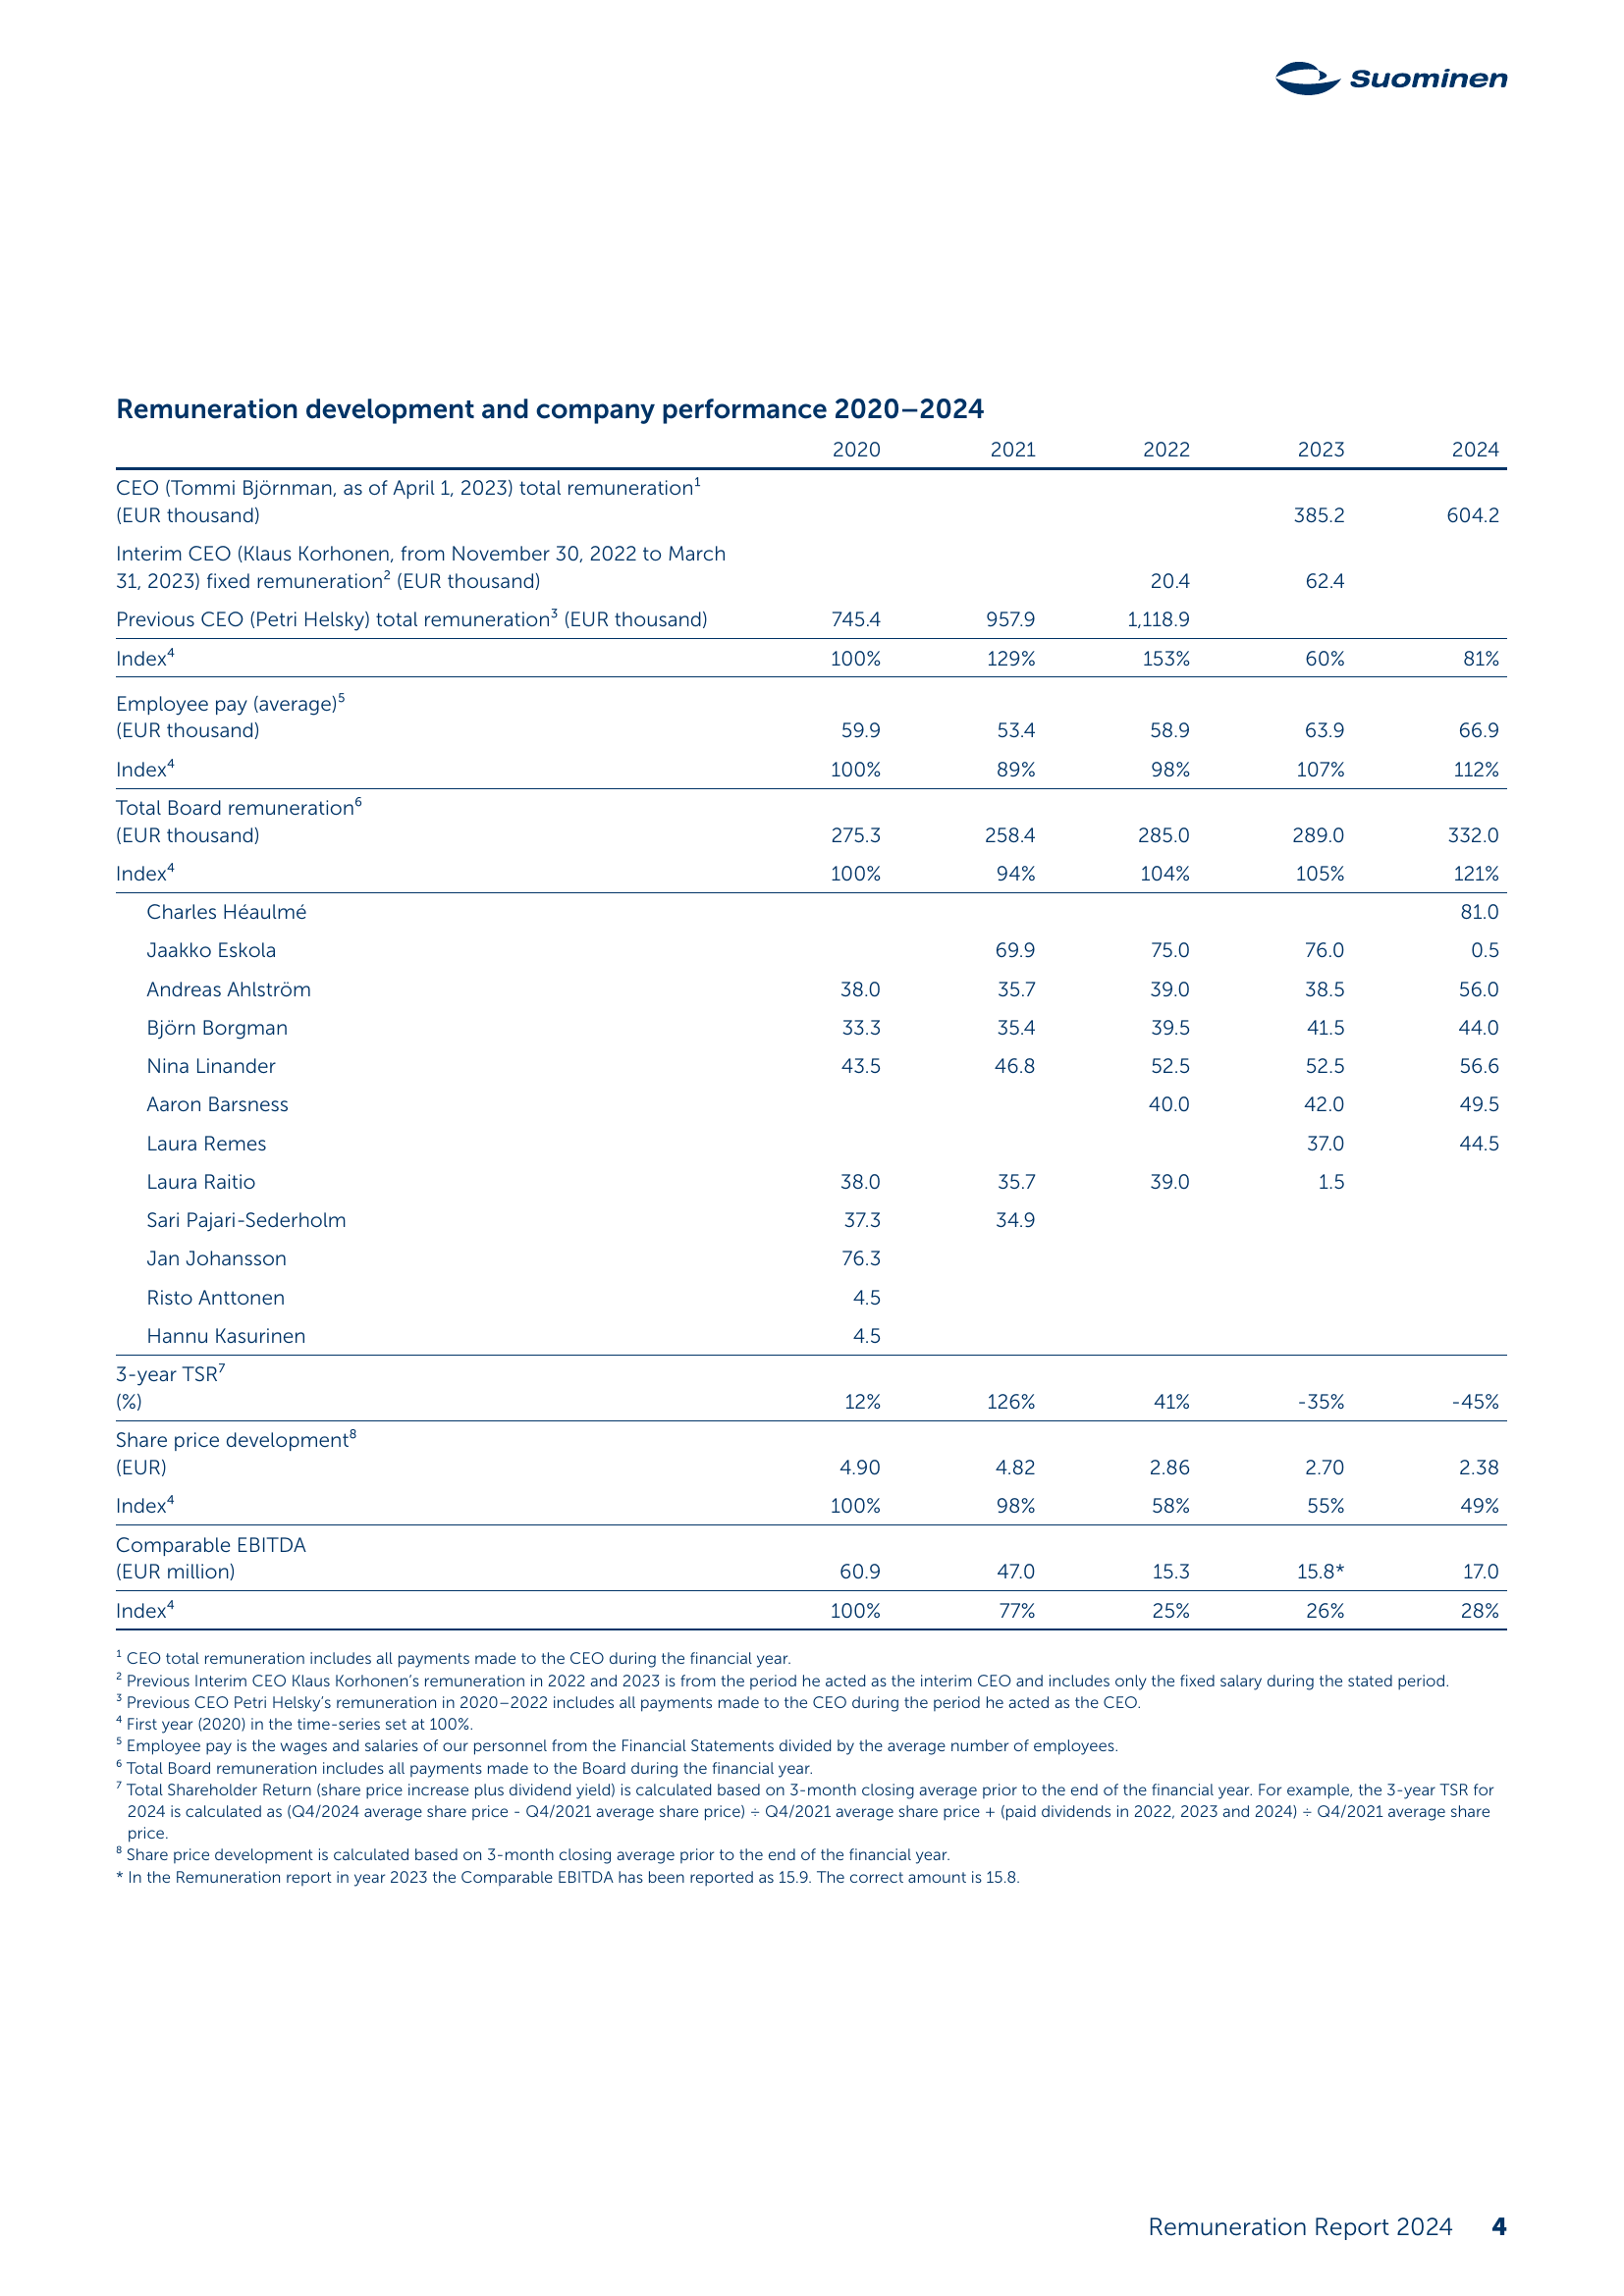 Suominen
Remuneration development and company performance 2020–2024
2020 2021 2022 2023 2024
CEO (Tommi Björnman, as of April 1, 2023) total remuneration¹
(EUR thousand) 385.2 604.2
Interim CEO (Klaus Korhonen, from November 30, 2022 to March
31, 2023) fixed remuneration² (EUR thousand) 20.4 62.4
Previous CEO (Petri Helsky) total remuneration³ (EUR thousand) 745.4 957.9 1,118.9
Index⁴ 100% 129% 153% 60% 81%
Employee pay (average)⁵
(EUR thousand) 59.9 53.4 58.9 63.9 66.9
Index⁴ 100% 89% 98% 107% 112%
Total Board remuneration⁶
(EUR thousand) 275.3 258.4 285.0 289.0 332.0
Index⁴ 100% 94% 104% 105% 121%
Charles Héaulmé 81.0
Jaakko Eskola 69.9 75.0 76.0 0.5
Andreas Ahlström 38.0 35.7 39.0 38.5 56.0
Björn Borgman 33.3 35.4 39.5 41.5 44.0
Nina Linander 43.5 46.8 52.5 52.5 56.6
Aaron Barsness 40.0 42.0 49.5
Laura Remes 37.0 44.5
Laura Raitio 38.0 35.7 39.0 1.5
Sari Pajari-Sederholm 37.3 34.9
Jan Johansson 76.3
Risto Anttonen 4.5
Hannu Kasurinen 4.5
3-year TSR⁷
(%) 12% 126% 41% -35% -45%
Share price development⁸
(EUR) 4.90 4.82 2.86 2.70 2.38
Index⁴ 100% 98% 58% 55% 49%
Comparable EBITDA
(EUR million) 60.9 47.0 15.3 15.8* 17.0
Index⁴ 100% 77% 25% 26% 28%
¹ CEO total remuneration includes all payments made to the CEO during the financial year.
² Previous Interim CEO Klaus Korhonen’s remuneration in 2022 and 2023 is from the period he acted as the interim CEO and includes only the fixed salary during the stated period.
³ Previous CEO Petri Helsky’s remuneration in 2020–2022 includes all payments made to the CEO during the period he acted as the CEO.
⁴ First year (2020) in the time-series set at 100%.
⁵ Employee pay is the wages and salaries of our personnel from the Financial Statements divided by the average number of employees.
⁶ Total Board remuneration includes all payments made to the Board during the financial year.
⁷ Total Shareholder Return (share price increase plus dividend yield) is calculated based on 3-month closing average prior to the end of the financial year. For example, the 3-year TSR for
2024 is calculated as (Q4/2024 average share price - Q4/2021 average share price) ÷ Q4/2021 average share price + (paid dividends in 2022, 2023 and 2024) ÷ Q4/2021 average share
price.
⁸ Share price development is calculated based on 3-month closing average prior to the end of the financial year.
* In the Remuneration report in year 2023 the Comparable EBITDA has been reported as 15.9. The correct amount is 15.8.
Remuneration Report 2024 4